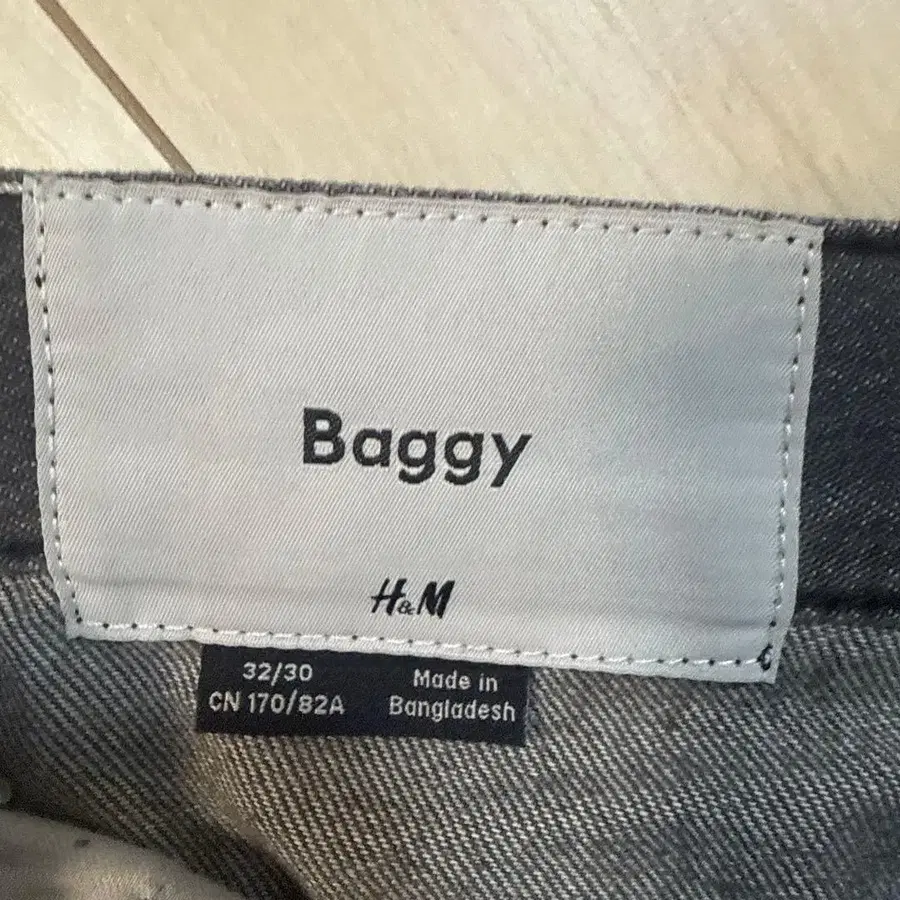 Baggy
H&M
32/30
CN 170/82A
Made in
Bangladesh